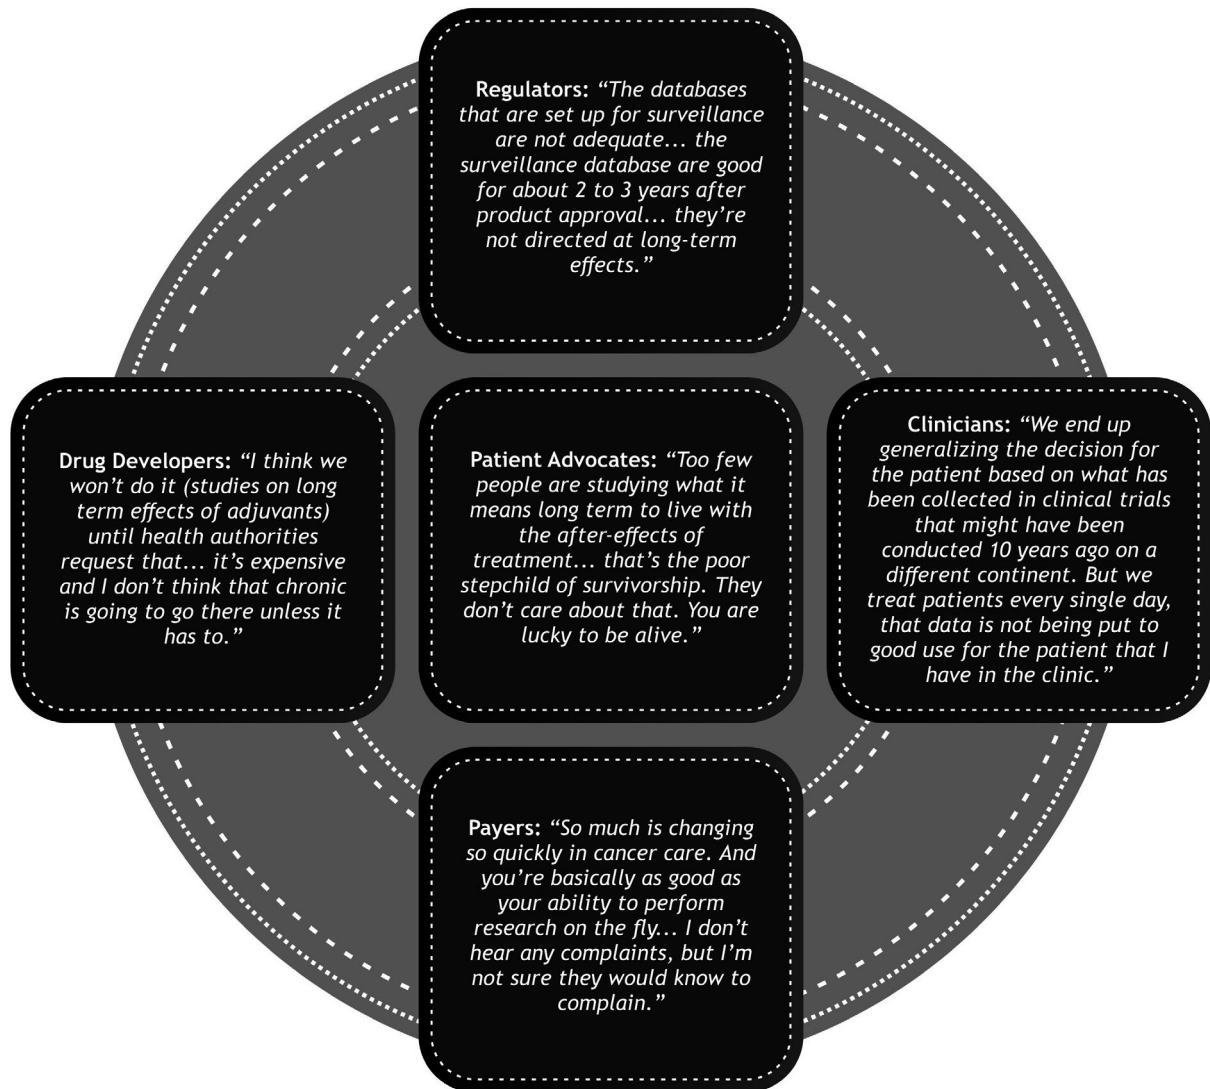 Regulators: “The databases
that are set up for surveillance
are not adequate... the
surveillance database are good
for about 2 to 3 years after
product approval... they’re
not directed at long-term
effects.”
Drug Developers: “I think we
won’t do it (studies on long
term effects of adjuvants)
until health authorities
request that... it’s expensive
and I don’t think that chronic
is going to go there unless it
has to.”
Patient Advocates: “Too few
people are studying what it
means long term to live with
the after-effects of
treatment... that’s the poor
stepchild of survivorship. They
don’t care about that. You are
lucky to be alive.”
Clinicians: “We end up
generalizing the decision for
the patient based on what has
been collected in clinical trials
that might have been
conducted 10 years ago on a
different continent. But we
treat patients every single day,
that data is not being put to
good use for the patient that I
have in the clinic.”
Payers: “So much is changing
so quickly in cancer care. And
you’re basically as good as
your ability to perform
research on the fly... I don’t
hear any complaints, but I’m
not sure they would know to
complain.”